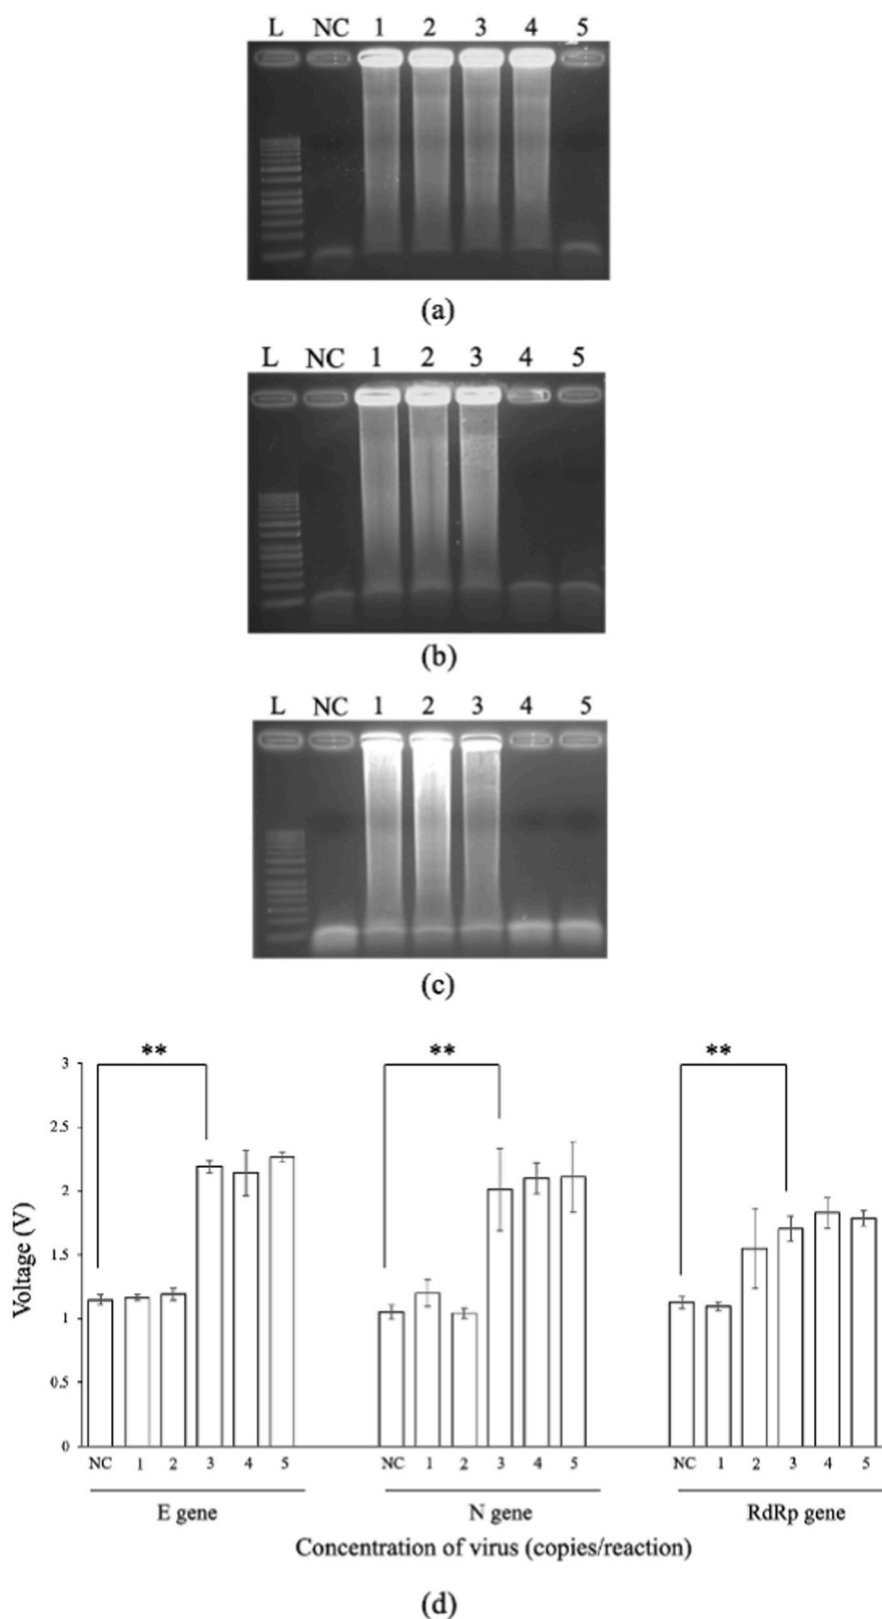 L NC 1 2 3 4 5
(a)
L NC 1 2 3 4 5
(b)
L NC 1 2 3 4 5
(c)
** ** **
3
2.5
2
1.5
1
0.5
0
Voltage (V)
NC 1 2 3 4 5 NC 1 2 3 4 5 NC 1 2 3 4 5
E gene N gene RdRp gene
Concentration of virus (copies/reaction)
(d)